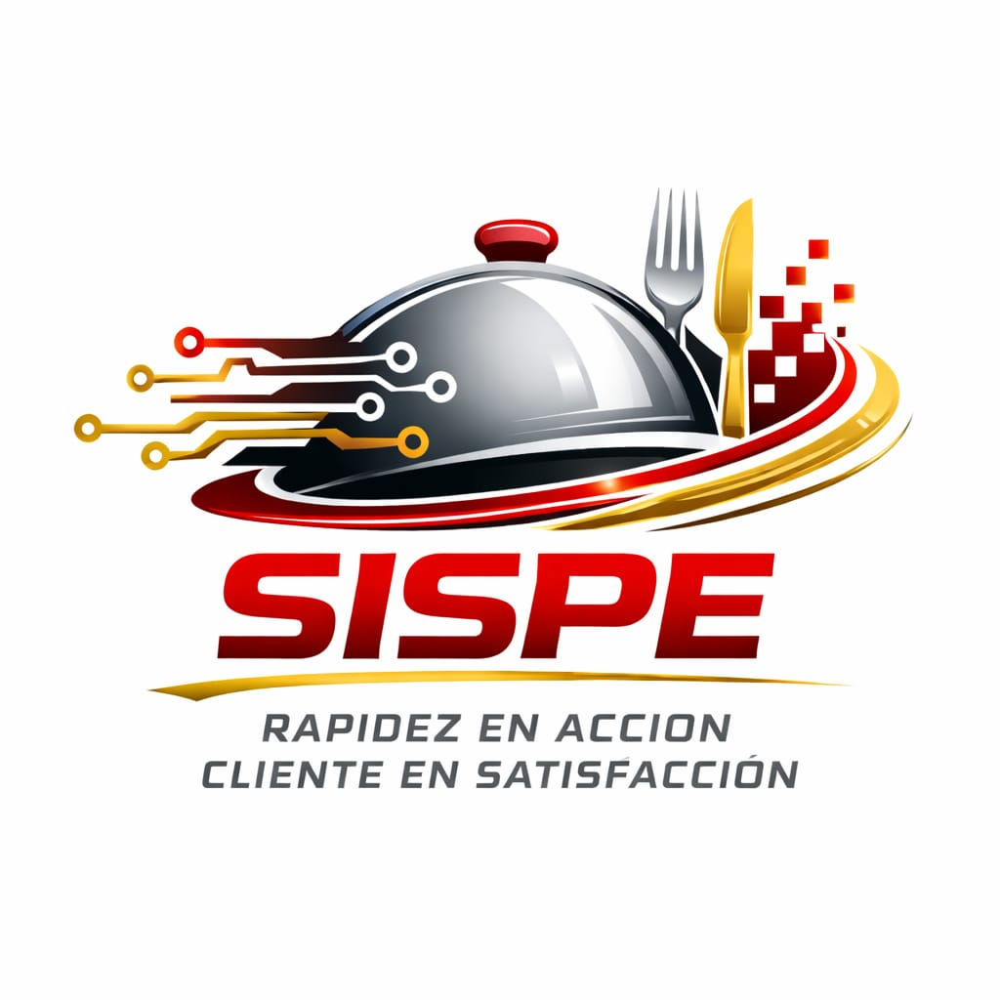 SISPE
RAPIDEZ EN ACCION
CLIENTE EN SATISFACCIÓN